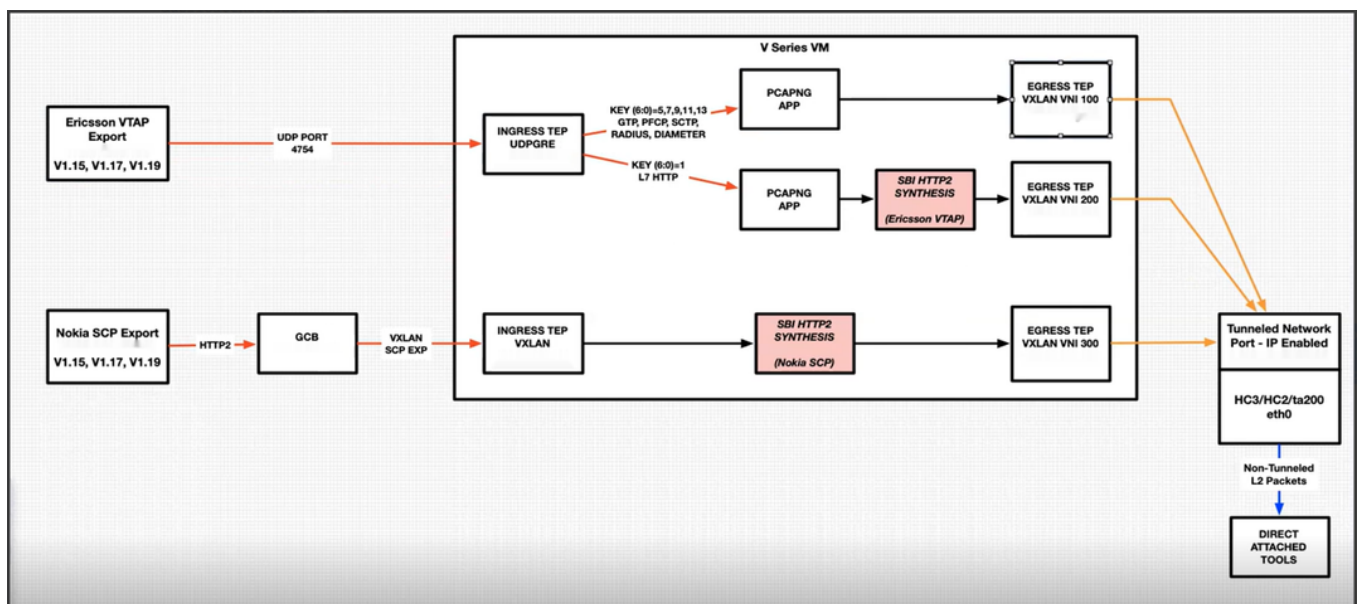 V Series VM
Ericsson VTAP
Export
V1.15, V1.17, V1.19
UDP PORT
4754
INGRESS TEP
UDPGRE
KEY (6:0)=5,7,9,11,13
GTP, PFCP, SCTP,
RADIUS, DIAMETER
KEY (6:0)=1
L7 HTTP
PCAPNG
APP
EGRESS TEP
VXLAN VNI 100
PCAPNG
APP
SBI HTTP2
SYNTHESIS
(Ericsson VTAP)
EGRESS TEP
VXLAN VNI 200
Nokia SCP Export
V1.15, V1.17, V1.19
HTTP2
GCB
VXLAN
SCP EXP
INGRESS TEP
VXLAN
SBI HTTP2
SYNTHESIS
(Nokia SCP)
EGRESS TEP
VXLAN VNI 300
Tunneled Network
Port - IP Enabled
HC3/HC2/ta200
eth0
Non-Tunneled
L2 Packets
DIRECT
ATTACHED
TOOLS